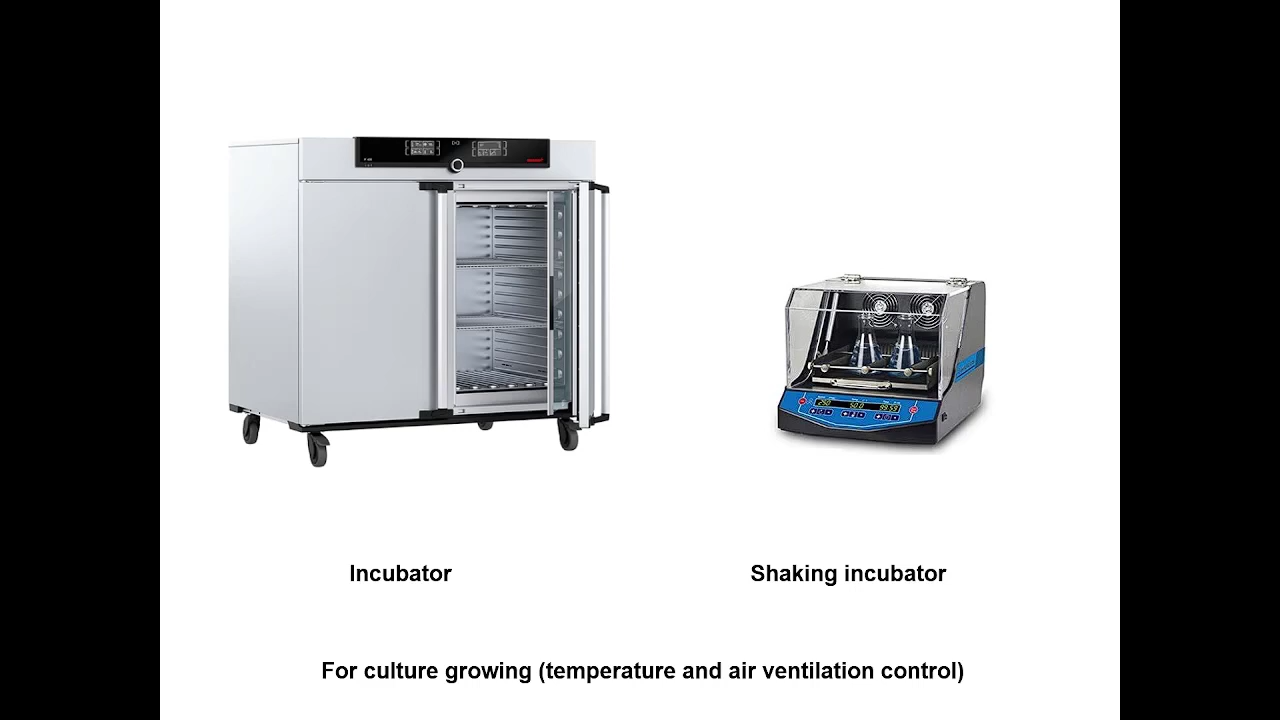 Incubator
Shaking incubator
For culture growing (temperature and air ventilation control)